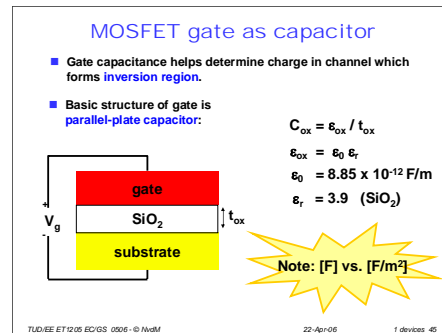 MOSFET gate as capacitor
Gate capacitance helps determine charge in channel which
forms inversion region.
Basic structure of gate is
parallel-plate capacitor:
Cox = εox / tox
εox = ε0 εr
ε0 = 8.85 x 10-12 F/m
εr = 3.9 (SiO2)
+
Vg
-
gate
SiO2
tox
substrate
Note: [F] vs. [F/m²]
TUD/EE ET1205 EC/GS 0506 - © NvdM
22-Apr-06
1 devices 45